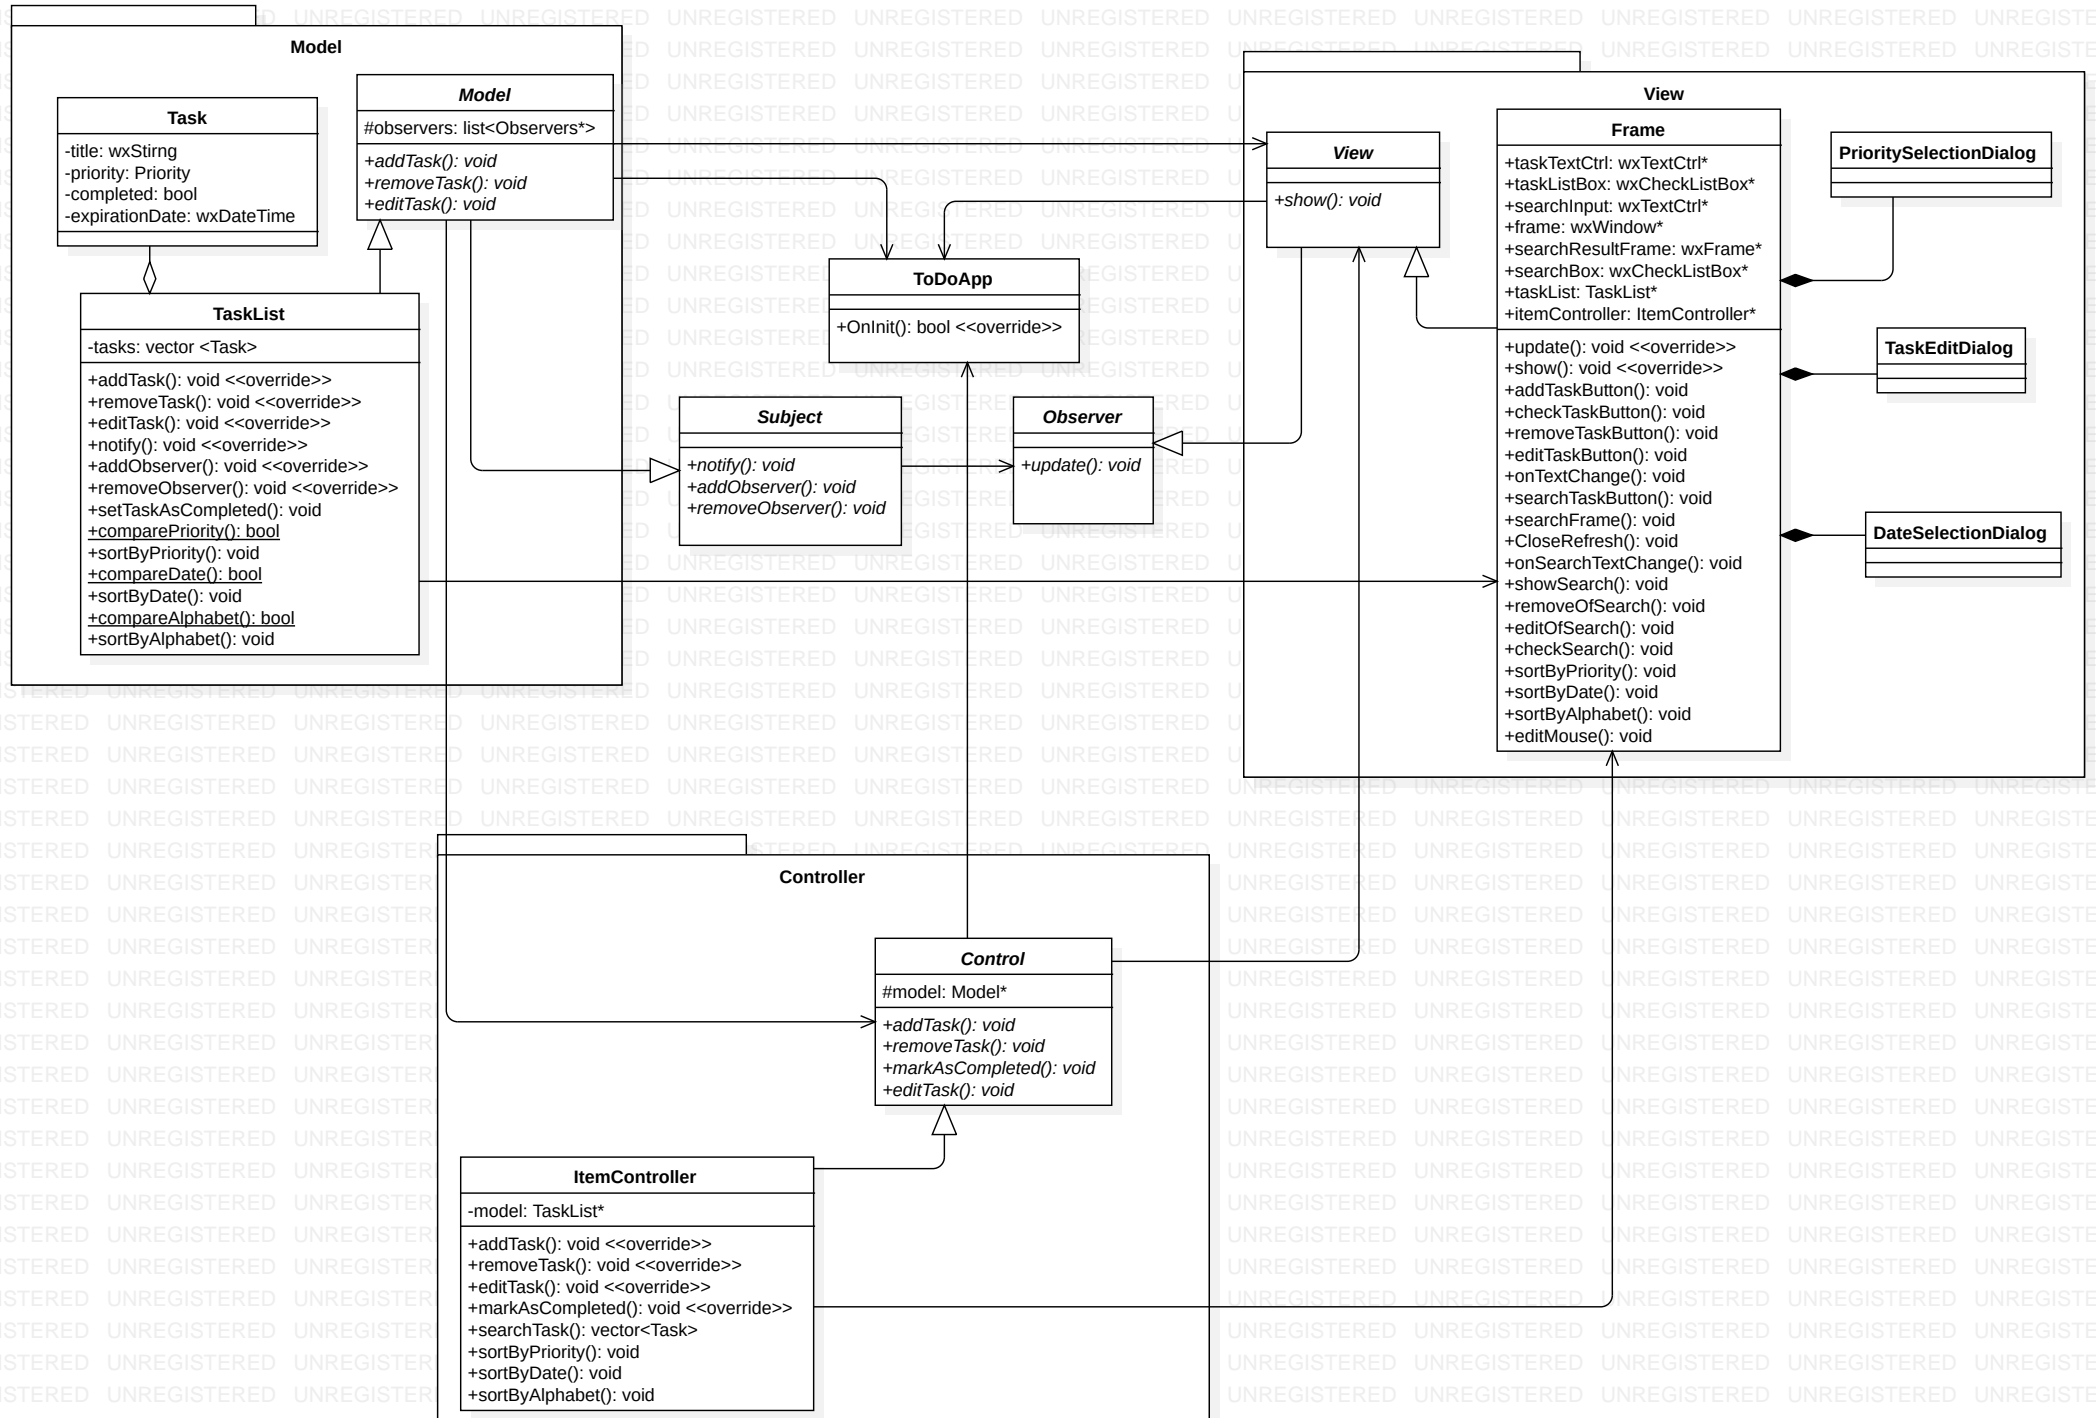 Model
Task
-title: wxStirng
-priority: Priority
-completed: bool
-expirationDate: wxDateTime
Model
#observers: list<Observers*>
+addTask(): void
+removeTask(): void
+editTask(): void
TaskList
-tasks: vector <Task>
+addTask(): void <<override>>
+removeTask(): void <<override>>
+editTask(): void <<override>>
+notify(): void <<override>>
+addObserver(): void <<override>>
+removeObserver(): void <<override>>
+setTaskAsCompleted(): void
+comparePriority(): bool
+sortByPriority(): void
+compareDate(): bool
+sortByDate(): void
+compareAlphabet(): bool
+sortByAlphabet(): void
ToDoApp
+OnInit(): bool <<override>>
Subject
+notify(): void
+addObserver(): void
+removeObserver(): void
Observer
+update(): void
View
View
+show(): void
Frame
+taskTextCtrl: wxTextCtrl*
+taskListBox: wxCheckListBox*
+searchInput: wxTextCtrl*
+frame: wxWindow*
+searchResultFrame: wxFrame*
+searchBox: wxCheckListBox*
+taskList: TaskList*
+itemController: ItemController*
+update(): void <<override>>
+show(): void <<override>>
+addTaskButton(): void
+checkTaskButton(): void
+removeTaskButton(): void
+editTaskButton(): void
+onTextChange(): void
+searchTaskButton(): void
+searchFrame(): void
+CloseRefresh(): void
+onSearchTextChange(): void
+showSearch(): void
+removeOfSearch(): void
+editOfSearch(): void
+checkSearch(): void
+sortByPriority(): void
+sortByDate(): void
+sortByAlphabet(): void
+editMouse(): void
PrioritySelectionDialog
TaskEditDialog
DateSelectionDialog
Controller
Control
#model: Model*
+addTask(): void
+removeTask(): void
+markAsCompleted(): void
+editTask(): void
ItemController
-model: TaskList*
+addTask(): void <<override>>
+removeTask(): void <<override>>
+editTask(): void <<override>>
+markAsCompleted(): void <<override>>
+searchTask(): vector<Task>
+sortByPriority(): void
+sortByDate(): void
+sortByAlphabet(): void
UNREGISTERED